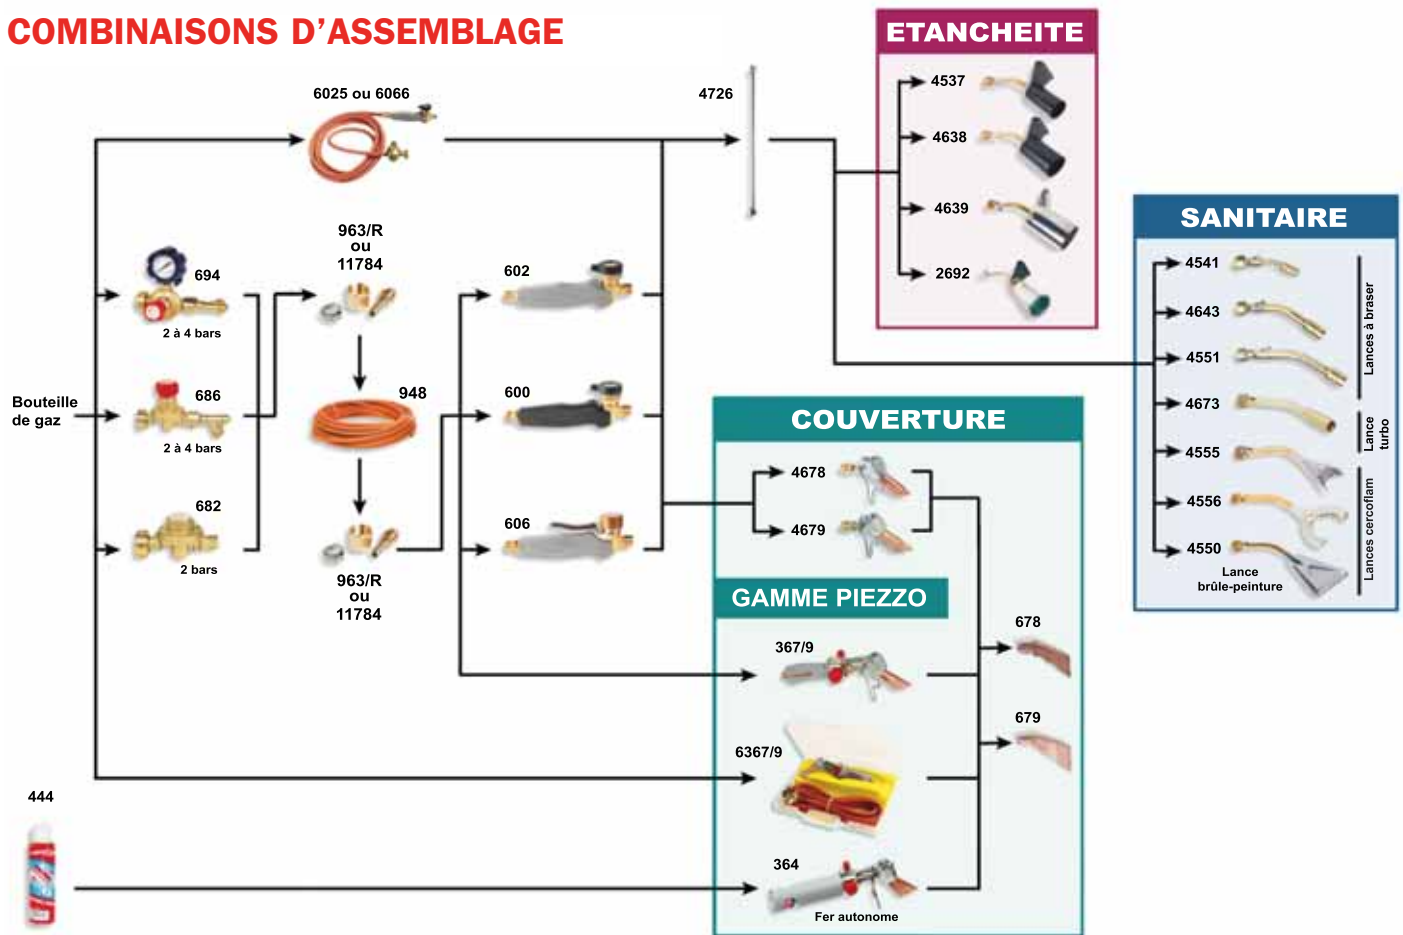 COMBINAISONS D'ASSEMBLAGE
6025 ou 6066
4726
ETANCHEITE
4537
4638
4639
2692
SANITAIRE
4541
4643
4551
4673
4555
4556
4550
Lance
brûle-peinture
Lances à braser
Lance
turbo
Lances cercoflam
Bouteille
de gaz
694
2 à 4 bars
686
2 à 4 bars
682
2 bars
963/R
ou
11784
948
963/R
ou
11784
602
600
606
COUVERTURE
4678
4679
GAMME PIEZZO
367/9
6367/9
364
Fer autonome
678
679
444